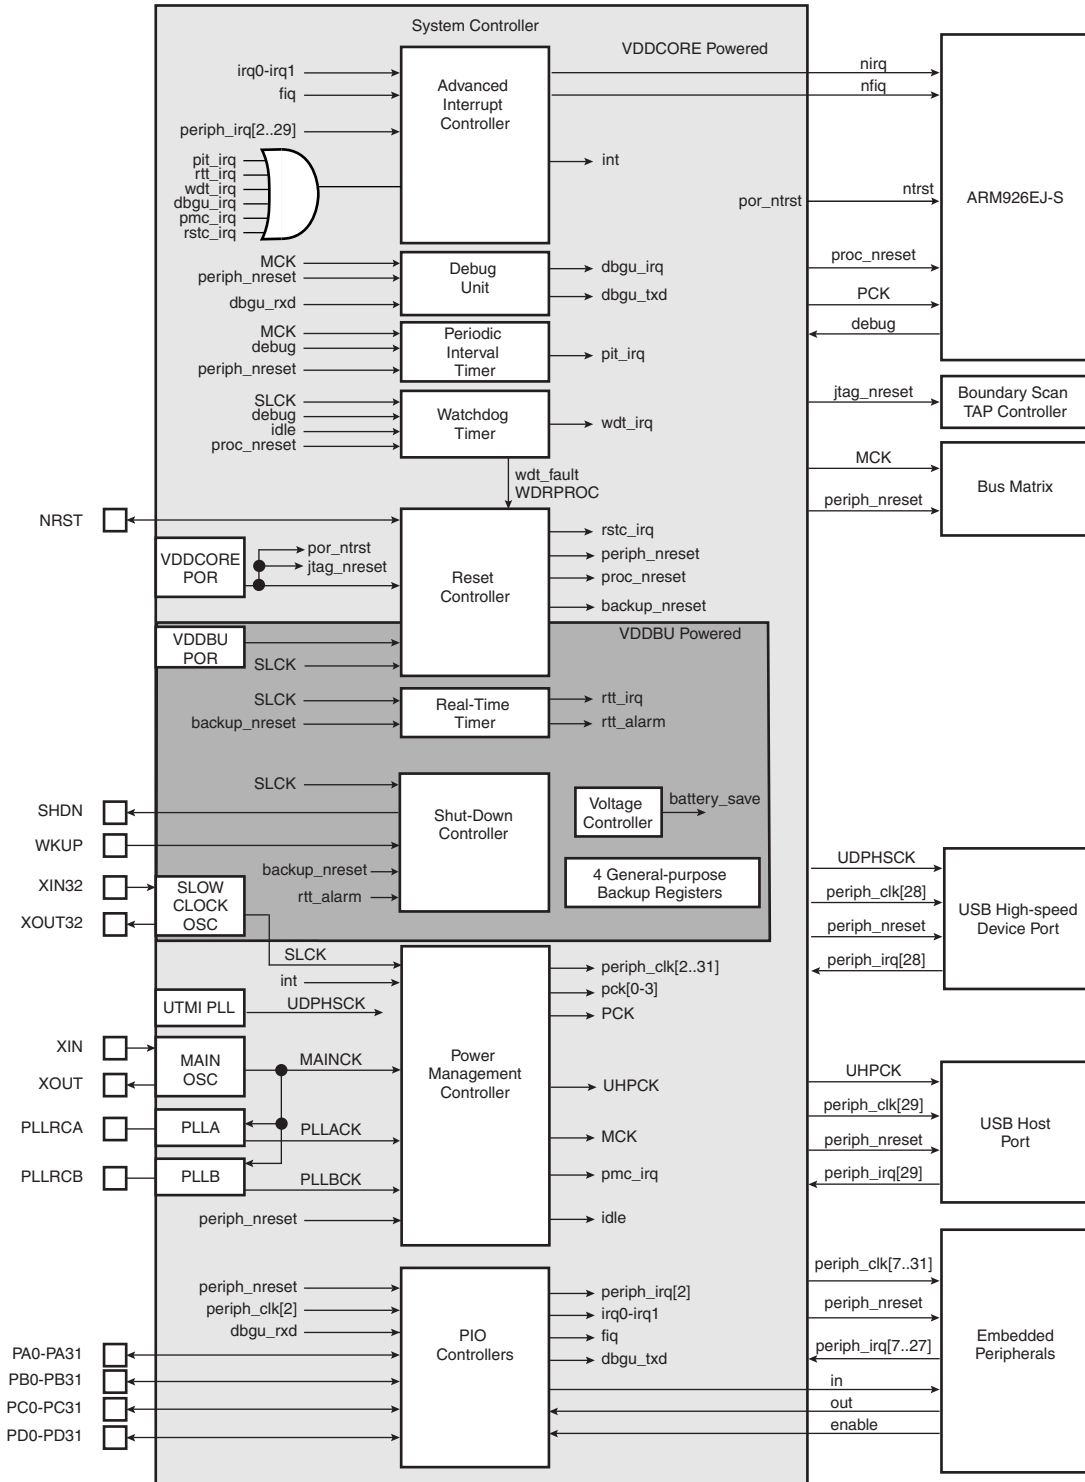 System Controller
VDDCORE Powered
irq0-irq1
fiq
periph_irq[2..29]
pit_irq
rtt_irq
wdt_irq
dbgu_irq
pmc_irq
rstc_irq
Advanced
Interrupt
Controller
int
nirq
nfiq
por_ntrst
ntrst
ARM926EJ-S
proc_nreset
PCK
debug
MCK
periph_nreset
dbgu_rxd
Debug
Unit
dbgu_irq
dbgu_txd
MCK
debug
periph_nreset
Periodic
Interval
Timer
pit_irq
SLCK
debug
idle
proc_nreset
Watchdog
Timer
wdt_irq
wdt_fault
WDRPROC
jtag_nreset
Boundary Scan
TAP Controller
MCK
periph_nreset
Bus Matrix
NRST
VDDCORE
POR
por_ntrst
jtag_nreset
Reset
Controller
rstc_irq
periph_nreset
proc_nreset
backup_nreset
VDDBU Powered
VDDBU
POR
SLCK
SLCK
backup_nreset
Real-Time
Timer
rtt_irq
rtt_alarm
SLCK
SHDN
WKUP
backup_nreset
rtt_alarm
Shut-Down
Controller
Voltage
Controller
battery_save
4 General-purpose
Backup Registers
XIN32
XOUT32
SLOW
CLOCK
OSC
UDPHSCK
periph_clk[28]
periph_nreset
periph_irq[28]
USB High-speed
Device Port
SLCK
int
UTMI PLL
UDPHSCK
XIN
XOUT
MAIN
OSC
MAINCK
PLLRCA
PLLA
PLLACK
PLLRCB
PLLB
PLLBCK
periph_nreset
Power
Management
Controller
periph_clk[2..31]
pck[0-3]
PCK
UHPCK
MCK
pmc_irq
idle
UHPCK
periph_clk[29]
periph_nreset
periph_irq[29]
USB Host
Port
periph_nreset
periph_clk[2]
dbgu_rxd
PA0-PA31
PB0-PB31
PC0-PC31
PD0-PD31
PIO
Controllers
periph_irq[2]
irq0-irq1
fiq
dbgu_txd
periph_clk[7..31]
periph_nreset
periph_irq[7..27]
in
out
enable
Embedded
Peripherals